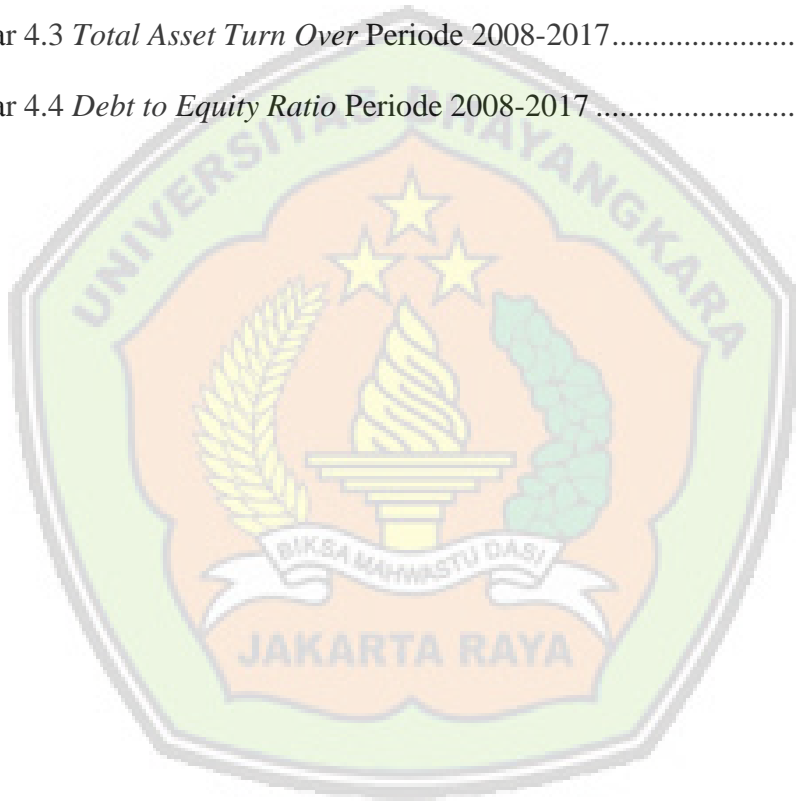 ar 4.3 Total Asset Turn Over Periode 2008-2017.......................
ar 4.4 Debt to Equity Ratio Periode 2008-2017 .........................
UNIVERSITAS BHAYANGKARA
BIKSA MAHWASTU DASI
JAKARTA RAYA